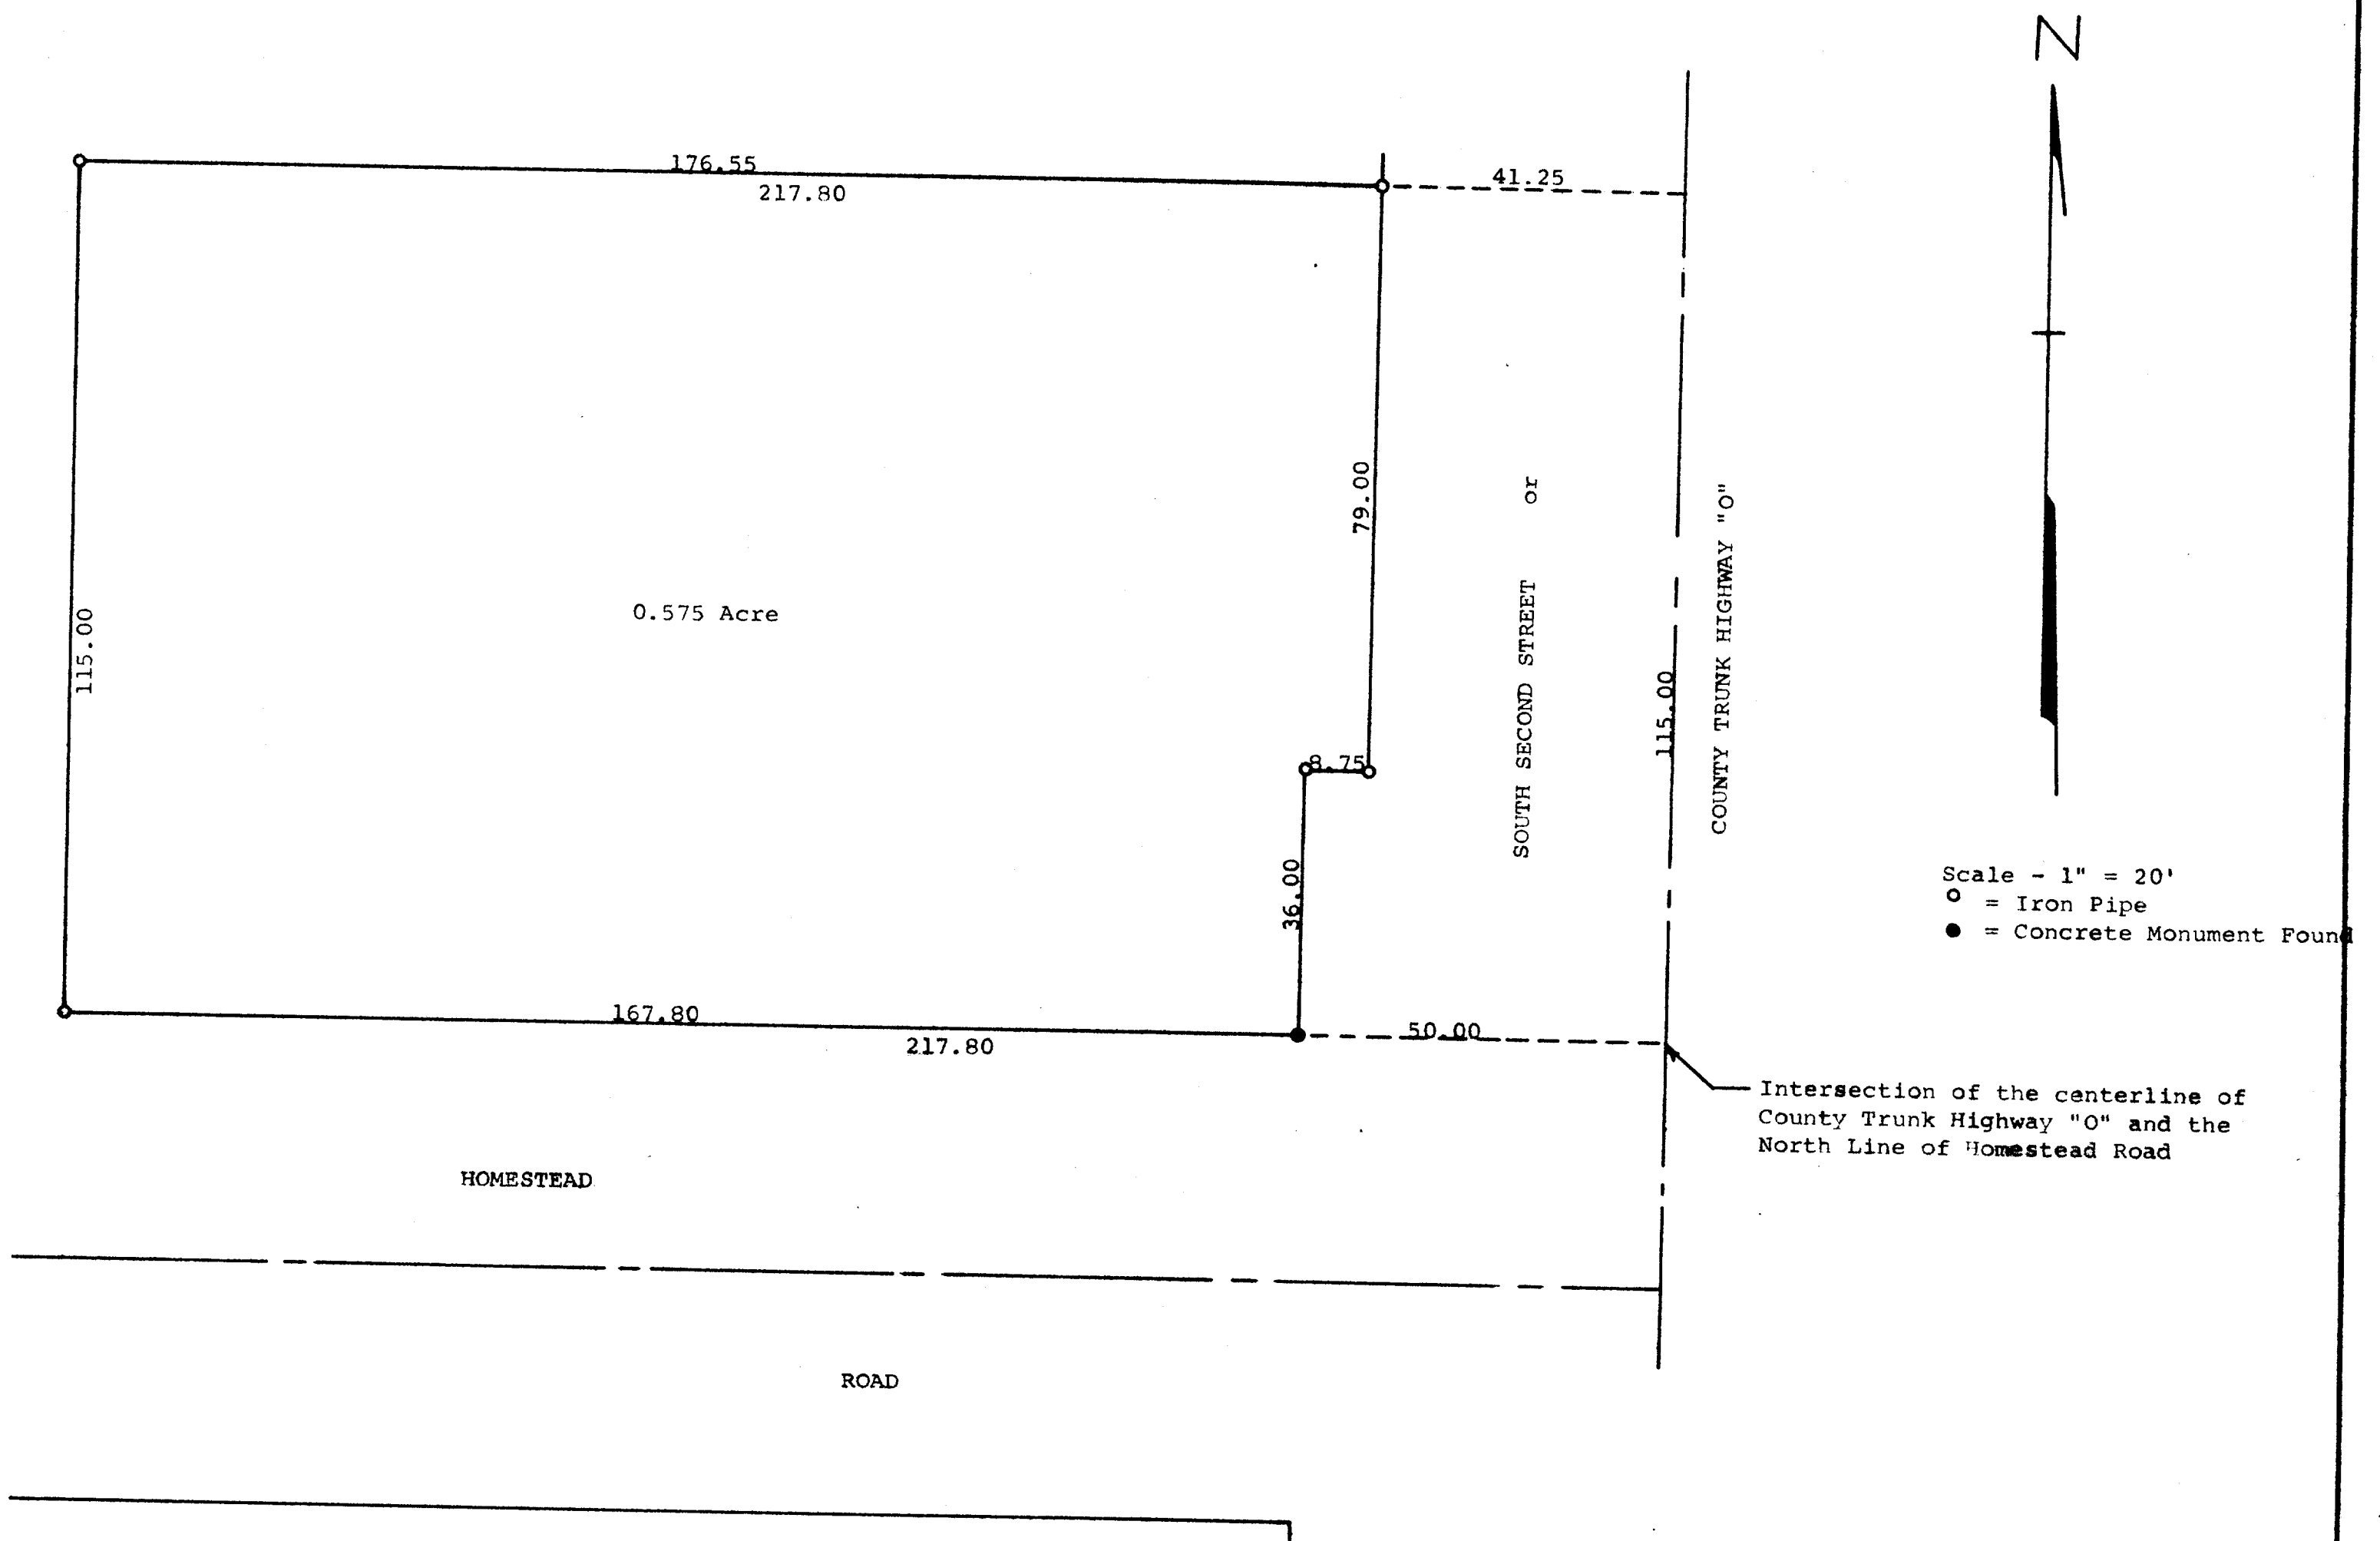 N
176.55
217.80
41.25
79.00
115.00
0.575 Acre
SOUTH SECOND STREET or
COUNTY TRUNK HIGHWAY "O"
115.00
8.75
36.00
Scale - 1" = 20'
= Iron Pipe
= Concrete Monument Found
167.80
217.80
50.00
Intersection of the centerline of
County Trunk Highway "O" and the
North Line of Homestead Road
HOMESTEAD
ROAD